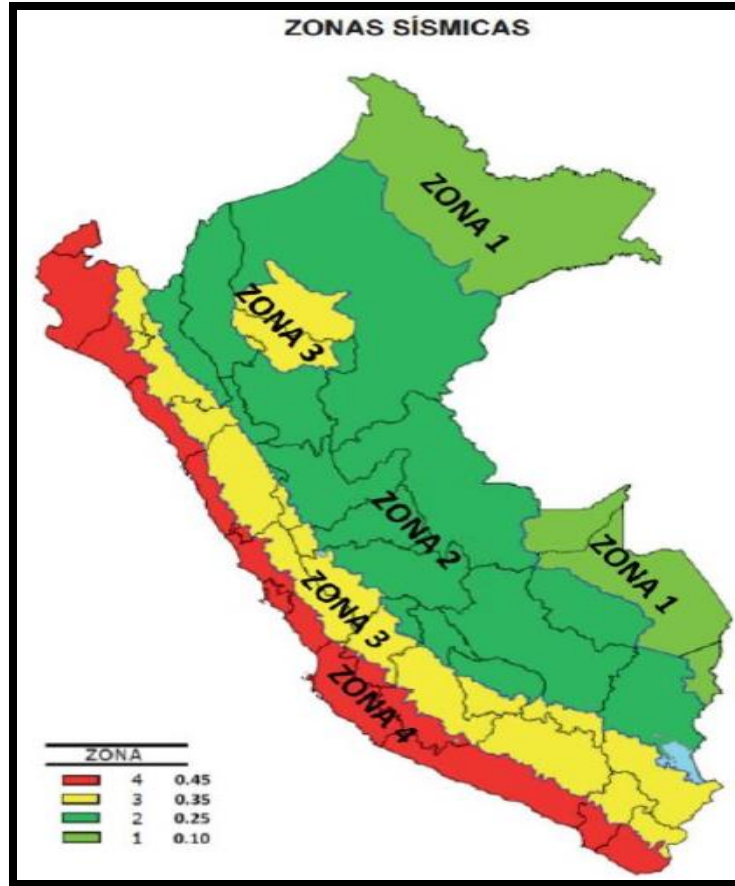 ZONAS SÍSMICAS
ZONA 1
ZONA 3
ZONA 2
ZONA 1
ZONA 3
ZONA 4
ZONA
4 0.45
3 0.35
2 0.25
1 0.10